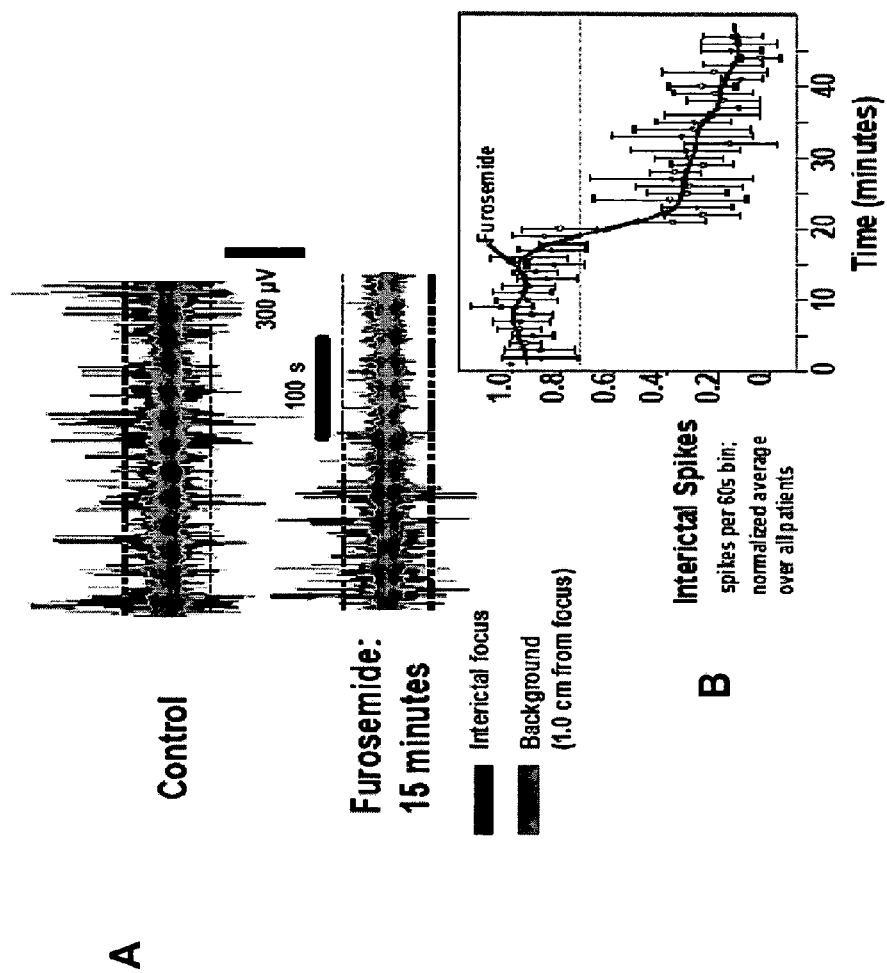 A
Control
Furosemide:
15 minutes
300 µV
100 s
Interictal focus
Background
(1.0 cm from focus)
B
Interictal Spikes
spikes per 60s bin;
normalized average
over all patients
1.0
0.8
0.6
0.4
0.2
0
Furosemide
0 10 20 30 40
Time (minutes)